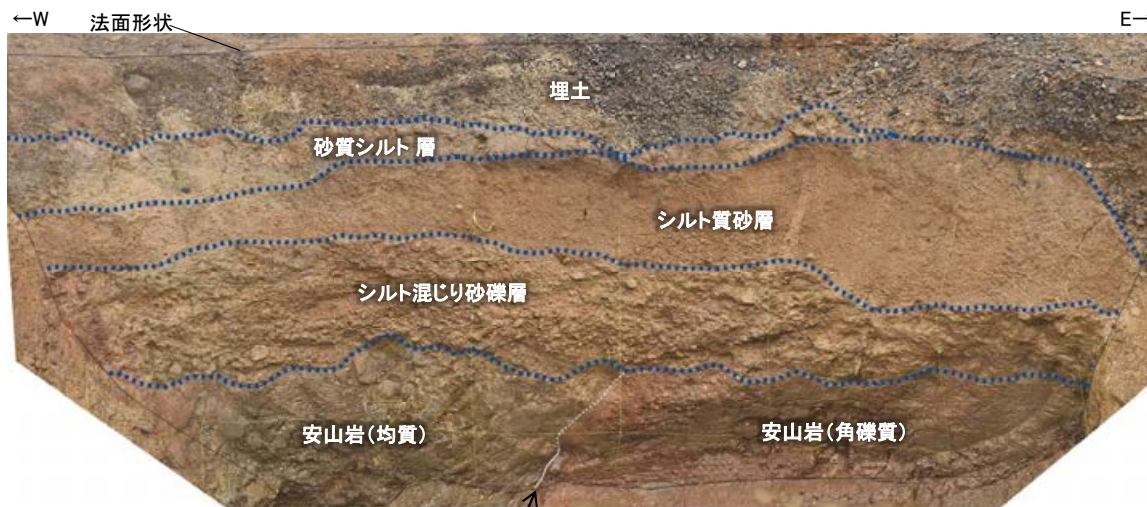 ←W
法面形状
E―
埋土
砂質シルト 層
シルト質砂層
シルト混じり砂礫層
安山岩(均質)
安山岩(角礫質)